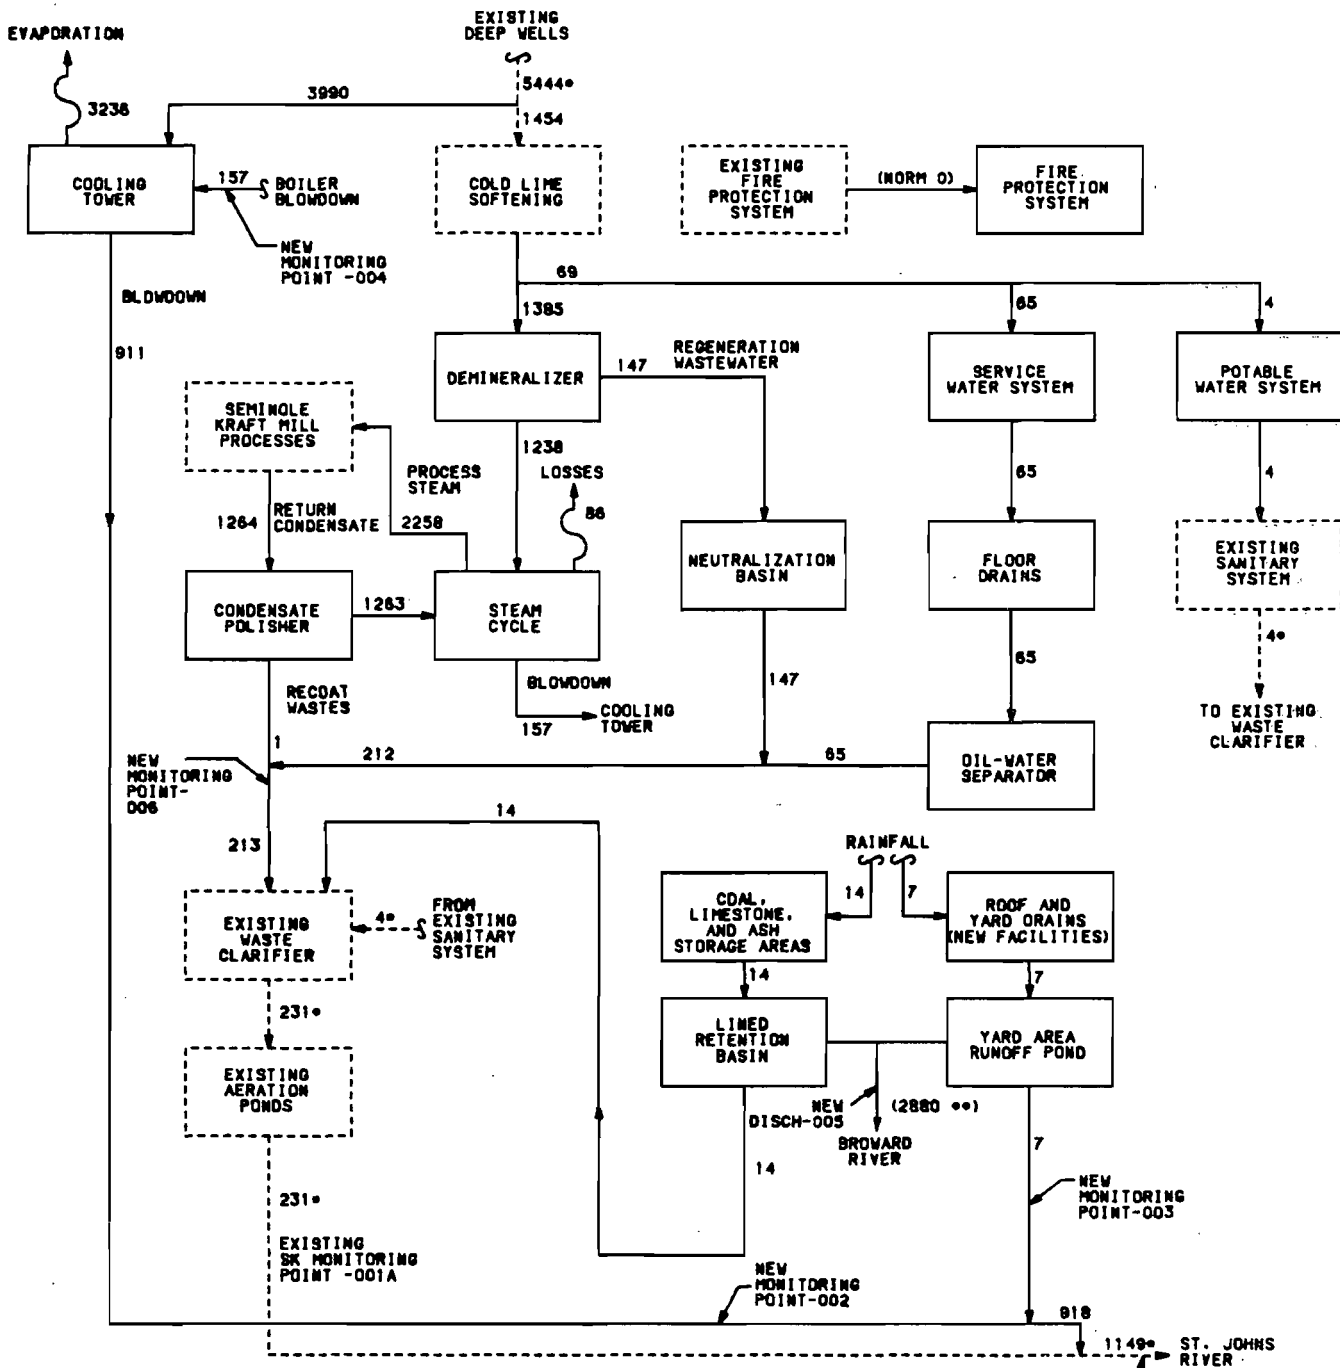 EVAPORATION
3236
EXISTING
DEEP WELLS
5444*
3990
1454
COOLING
TOWER
157
BOILER
BLOWDOWN
NEW
MONITORING
POINT -004
COLD LIME
SOFTENING
EXISTING
FIRE
PROTECTION
SYSTEM
(NORM 0)
FIRE
PROTECTION
SYSTEM
BLOWDOWN
911
69
1385
65
4
DEMINERALIZER
147
REGENERATION
WASTEWATER
SERVICE
WATER SYSTEM
POTABLE
WATER SYSTEM
SEMINOLE
KRAFT MILL
PROCESSES
PROCESS
STEAM
1238
LOSSES
86
65
4
1264
RETURN
CONDENSATE
2258
NEUTRALIZATION
BASIN
FLOOR
DRAINS
EXISTING
SANITARY
SYSTEM
CONDENSATE
POLISHER
1263
STEAM
CYCLE
4*
RECOAT
WASTES
BLOWDOWN
157
COOLING
TOWER
147
65
TO EXISTING
WASTE
CLARIFIER
1
NEW
MONITORING
POINT-
006
212
65
OIL-WATER
SEPARATOR
14
213
RAINFALL
14
7
EXISTING
WASTE
CLARIFIER
4*
FROM
EXISTING
SANITARY
SYSTEM
COAL,
LIMESTONE,
AND ASH
STORAGE AREAS
ROOF AND
YARD DRAINS
(NEW FACILITIES)
231*
14
7
EXISTING
AERATION
PONDS
LINED
RETENTION
BASIN
YARD AREA
RUNOFF POND
NEW
DISCH-005
(2880 **)
BROWARD
RIVER
14
7
231*
NEW
MONITORING
POINT-003
EXISTING
SK MONITORING
POINT -001A
NEW
MONITORING
POINT-002
918
1149*
ST. JOHNS
RIVER